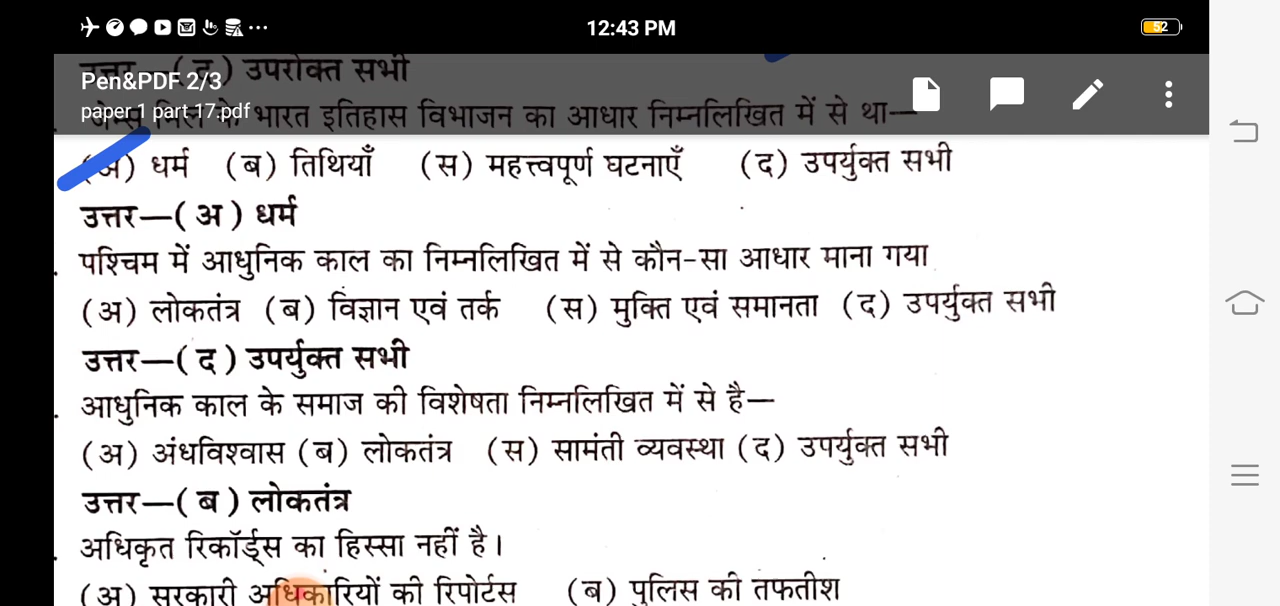 12:43 PM
52
उत्तर—(द) उपरोक्त सभी
Pen&PDF 2/3
paper1 part 17.pdf
जेम्स मिल के भारत इतिहास विभाजन का आधार निम्नलिखित में से था—
(अ) धर्म (ब) तिथियाँ (स) महत्त्वपूर्ण घटनाएँ (द) उपर्युक्त सभी
उत्तर—(अ) धर्म
पश्चिम में आधुनिक काल का निम्नलिखित में से कौन-सा आधार माना गया
(अ) लोकतंत्र (ब) विज्ञान एवं तर्क (स) मुक्ति एवं समानता (द) उपर्युक्त सभी
उत्तर—(द) उपर्युक्त सभी
आधुनिक काल के समाज की विशेषता निम्नलिखित में से है—
(अ) अंधविश्वास (ब) लोकतंत्र (स) सामंती व्यवस्था (द) उपर्युक्त सभी
उत्तर—(ब) लोकतंत्र
अधिकृत रिकॉर्ड्स का हिस्सा नहीं है।
(अ) सरकारी अधिकारियों की रिपोर्टस (ब) पुलिस की तफतीश